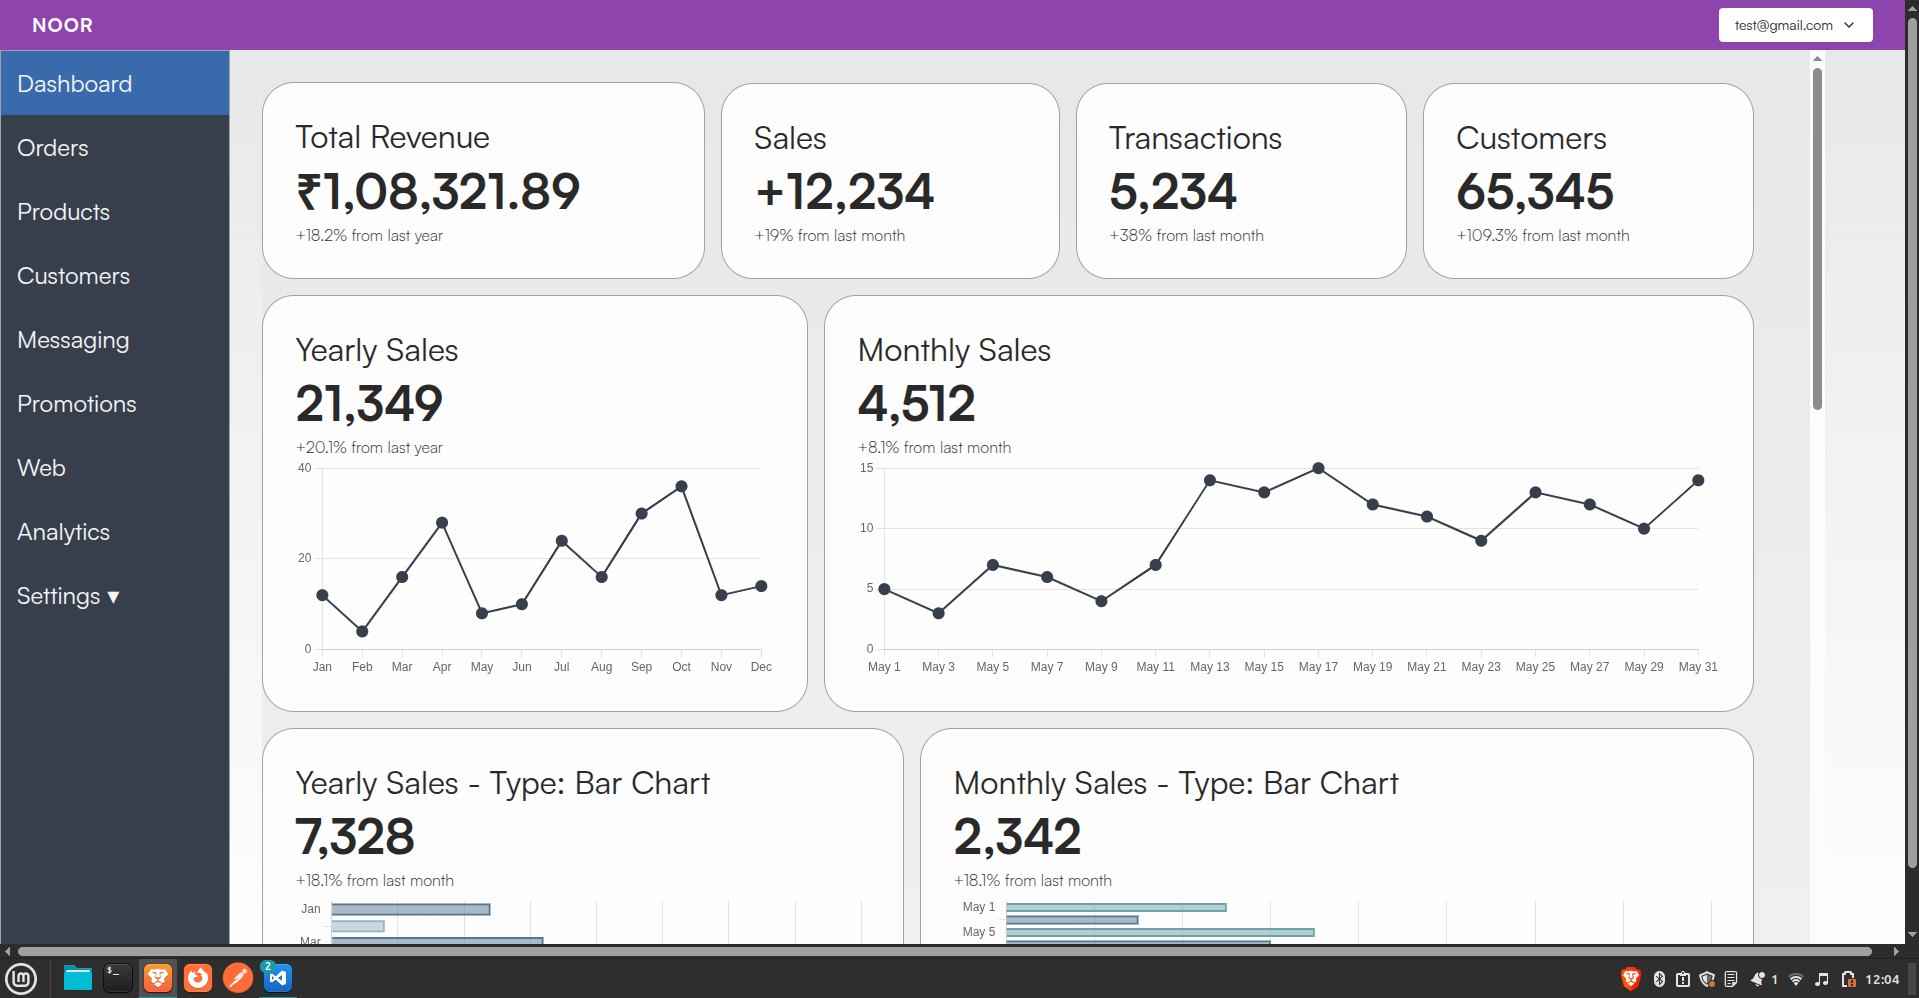 NOOR
test@gmail.com
Dashboard
Orders
Products
Customers
Messaging
Promotions
Web
Analytics
Settings ▾
Total Revenue
₹1,08,321.89
+18.2% from last year
Sales
+12,234
+19% from last month
Transactions
5,234
+38% from last month
Customers
65,345
+109.3% from last month
Yearly Sales
21,349
+20.1% from last year
40
20
0
Jan Feb Mar Apr May Jun Jul Aug Sep Oct Nov Dec
Monthly Sales
4,512
+8.1% from last month
15
10
5
0
May 1 May 3 May 5 May 7 May 9 May 11 May 13 May 15 May 17 May 19 May 21 May 23 May 25 May 27 May 29 May 31
Yearly Sales - Type: Bar Chart
7,328
+18.1% from last month
Jan
Mar
Monthly Sales - Type: Bar Chart
2,342
+18.1% from last month
May 1
May 5
$_
2
1
12:04